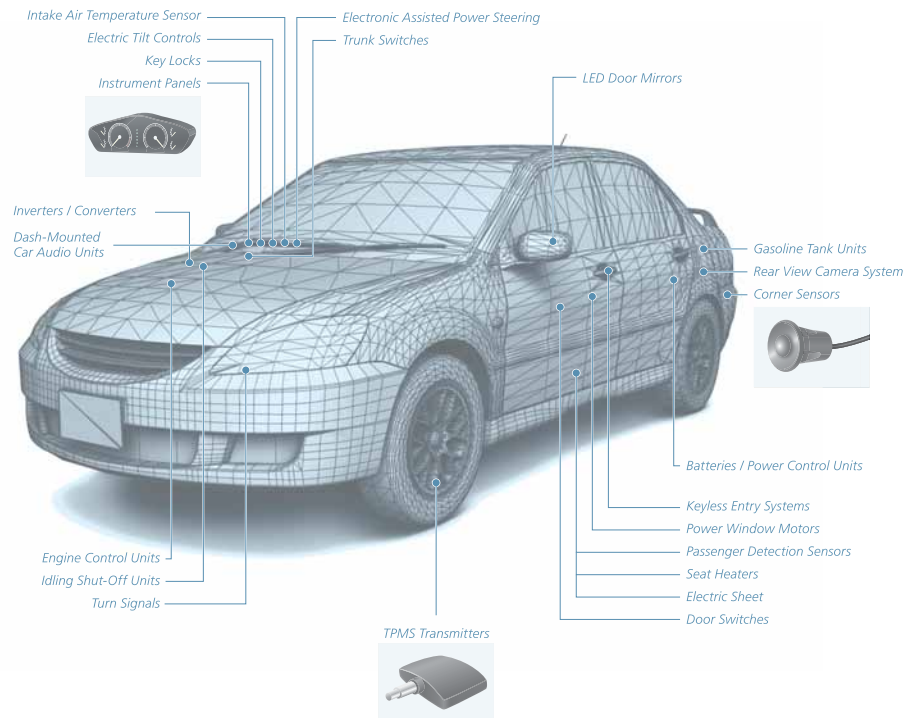 Intake Air Temperature Sensor
Electronic Assisted Power Steering
Electric Tilt Controls
Trunk Switches
Key Locks
Instrument Panels
LED Door Mirrors
Inverters / Converters
Dash-Mounted
Car Audio Units
Gasoline Tank Units
Rear View Camera System
Corner Sensors
Batteries / Power Control Units
Keyless Entry Systems
Power Window Motors
Passenger Detection Sensors
Seat Heaters
Electric Sheet
Door Switches
Engine Control Units
Idling Shut-Off Units
Turn Signals
TPMS Transmitters